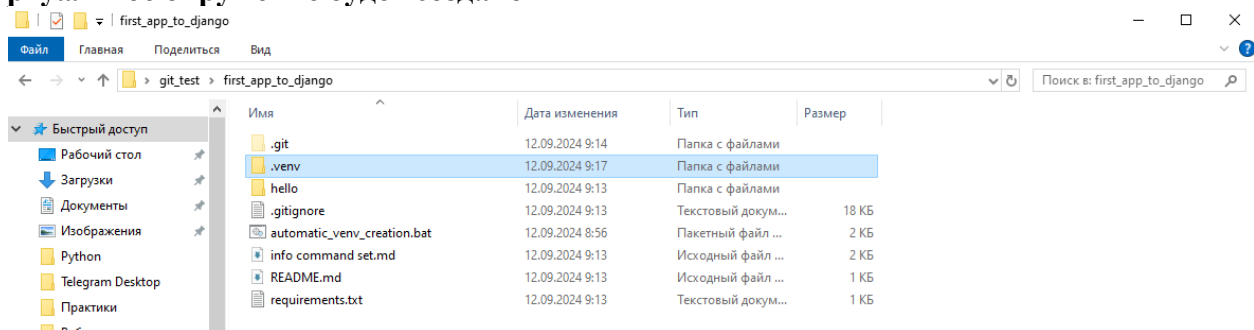 first_app_to_django
Файл Главная Поделиться Вид
git_test > first_app_to_django
Поиск в: first_app_to_django
Имя Дата изменения Тип Размер
Быстрый доступ
Рабочий стол
Загрузки
Документы
Изображения
Python
Telegram Desktop
Практики
.git 12.09.2024 9:14 Папка с файлами
.venv 12.09.2024 9:17 Папка с файлами
hello 12.09.2024 9:13 Папка с файлами
.gitignore 12.09.2024 9:13 Текстовый докум... 18 КБ
automatic_venv_creation.bat 12.09.2024 8:56 Пакетный файл ... 2 КБ
info command set.md 12.09.2024 9:13 Исходный файл ... 2 КБ
README.md 12.09.2024 9:13 Исходный файл ... 1 КБ
requirements.txt 12.09.2024 9:13 Текстовый докум... 1 КБ